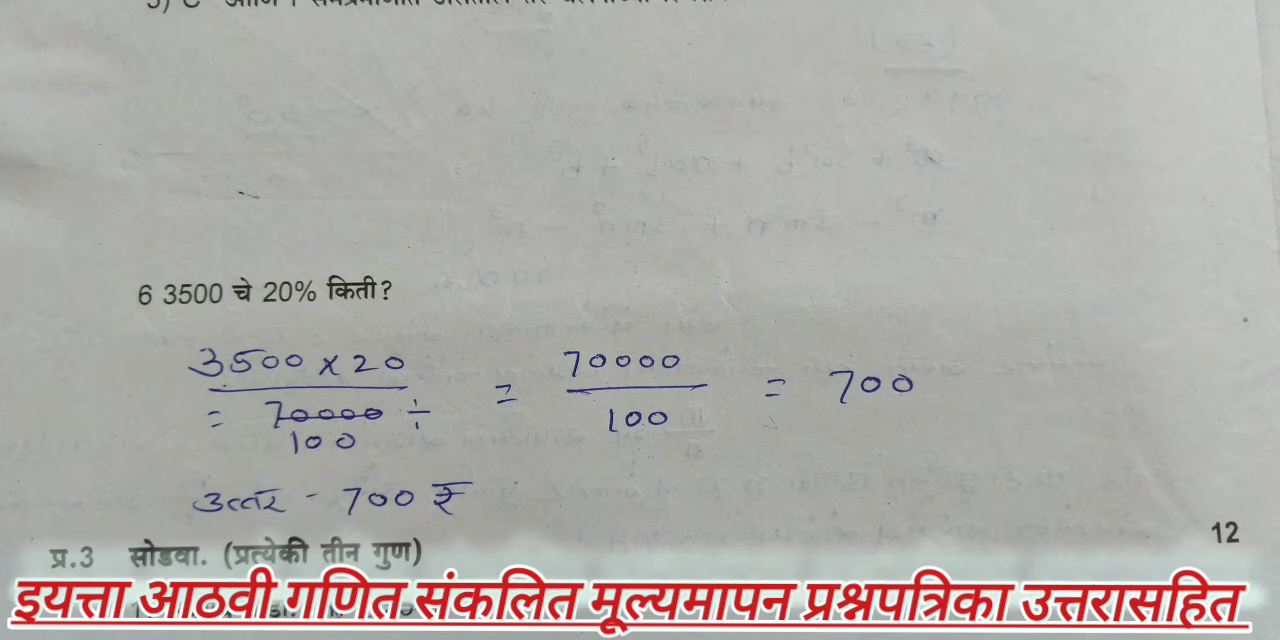 6 3500 चे 20% किती?
3500 x 20 = 70000 = 700
= 70000 ÷ 100
100
उत्तर - 700 ₹
12
प्र.3 सोडवा. (प्रत्येकी तीन गुण)
इयत्ता आठवी गणित संकलित मूल्यमापन प्रश्नपत्रिका उत्तरासहित